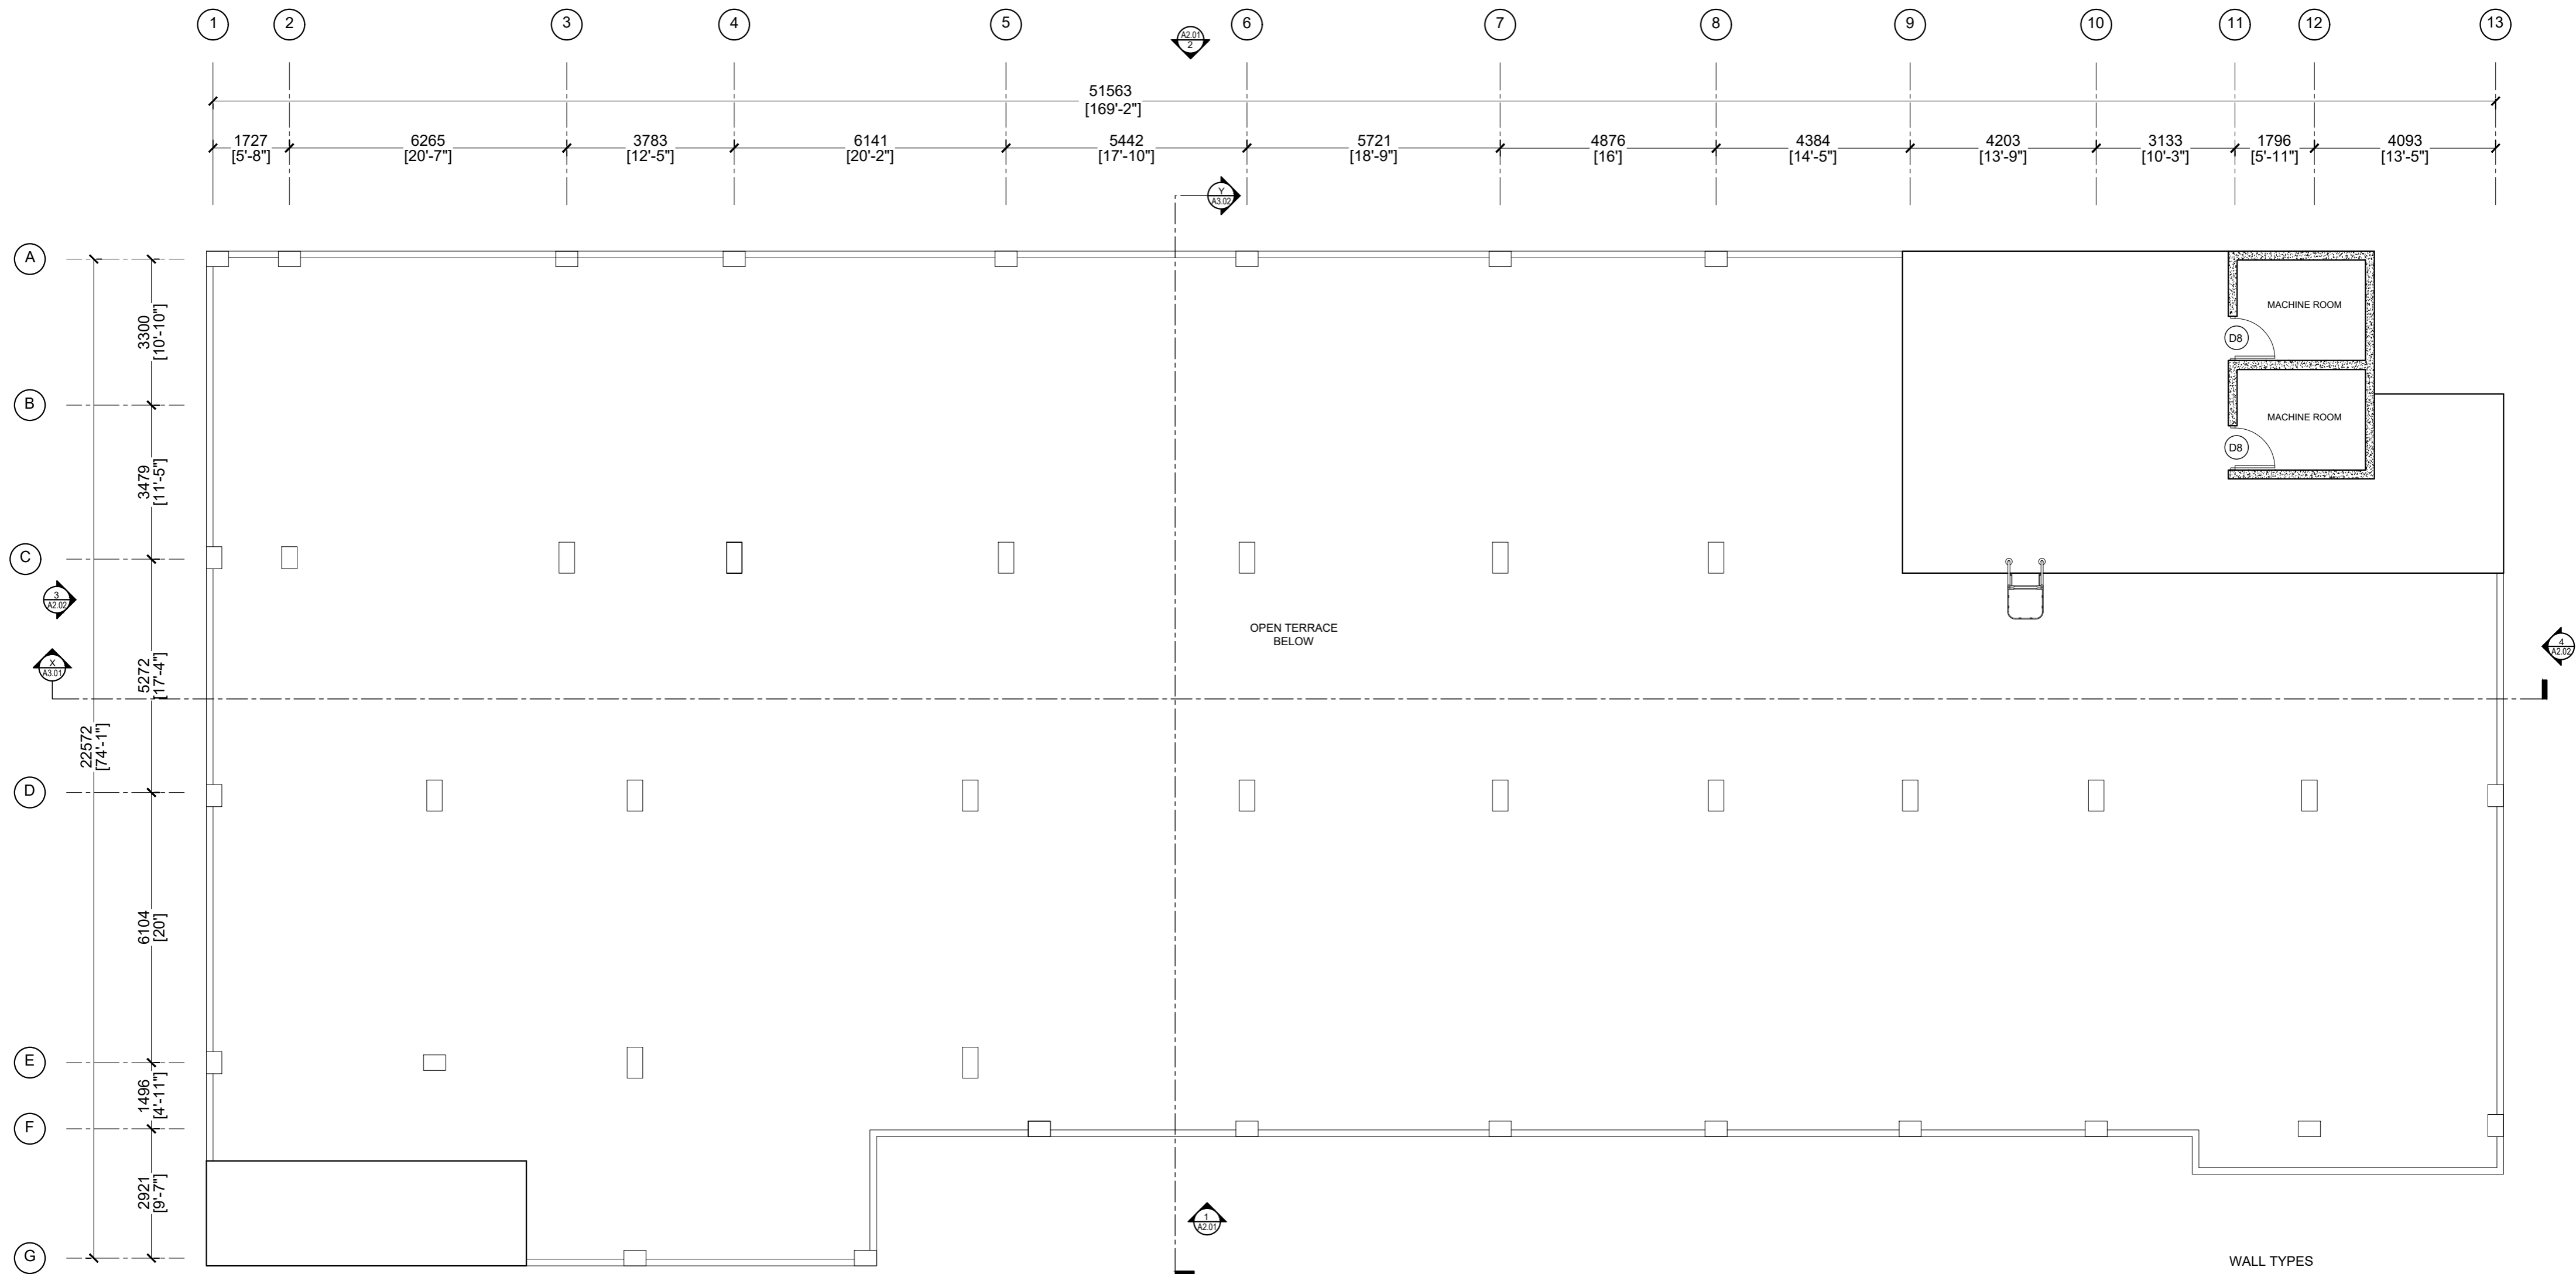 1 2 3 4 5 6 7 8 9 10 11 12 13
A2.01
2
51563
[169'-2"]
1727 6265 3783 6141 5442 5721 4876 4384 4203 3133 1796 4093
[5'-8"] [20'-7"] [12'-5"] [20'-2"] [17'-10"] [18'-9"] [16'] [14'-5"] [13'-9"] [10'-3"] [5'-11"] [13'-5"]
Y
A3.02
A
3300
[10'-10"]
MACHINE ROOM
D8
B
MACHINE ROOM
D8
3479
[11'-5"]
C
3
A2.02
OPEN TERRACE
BELOW
4
A2.02
X
A3.01
5272
[17'-4"]
22572
[74'-1"]
D
6104
[20']
E
1496
[4'-11"]
F
2921
[9'-7"]
1
A2.01
G
WALL TYPES